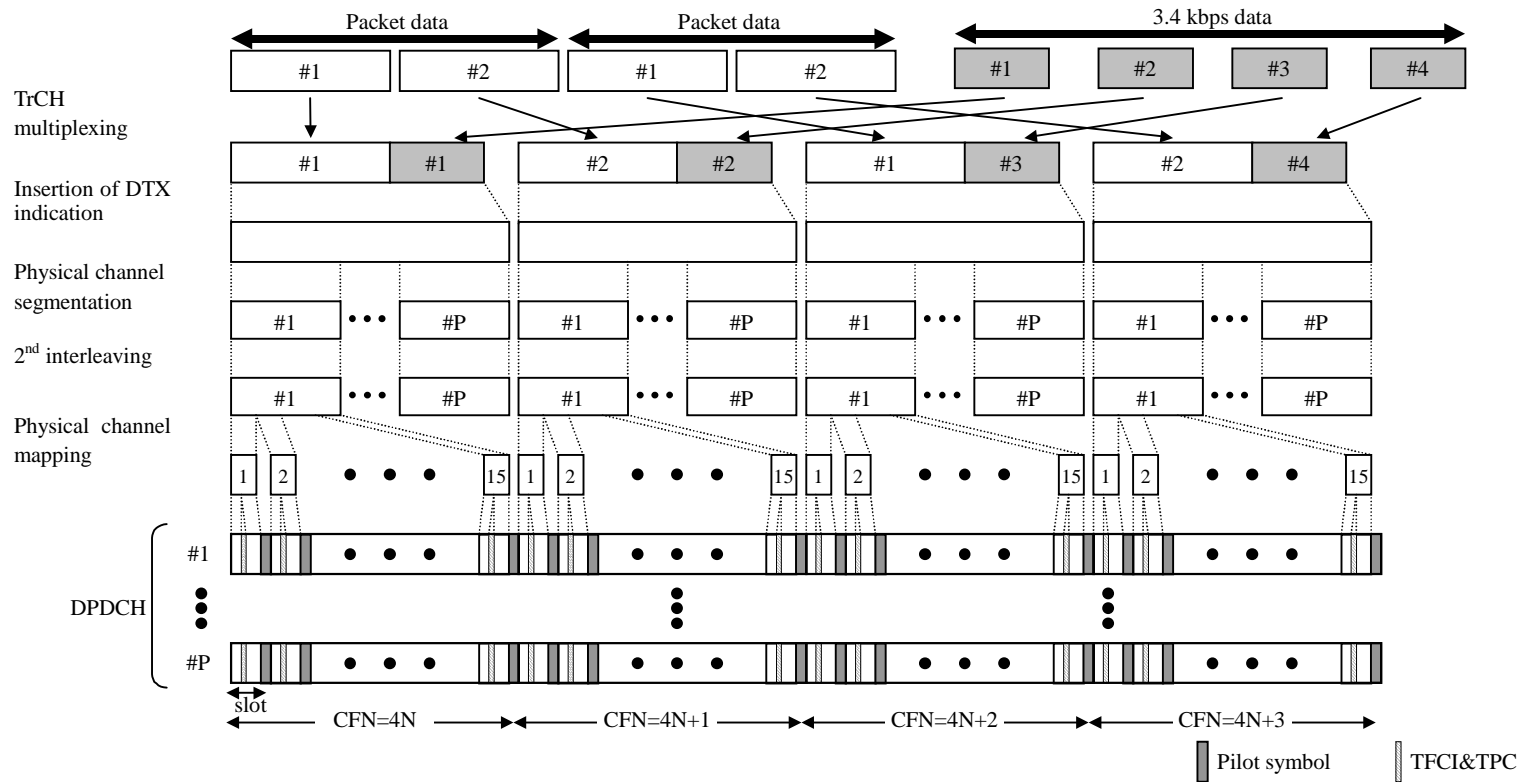 Packet data Packet data 3.4 kbps data
#1 #2 #1 #2 #1 #2 #3 #4
TrCH
multiplexing
#1 #1 #2 #2 #1 #3 #2 #4
Insertion of DTX
indication
Physical channel
segmentation
#1 #P #1 #P #1 #P #1 #P
2nd interleaving
#1 #P #1 #P #1 #P #1 #P
Physical channel
mapping
1 2 15 1 2 15 1 2 15 1 2 15
#1
DPDCH
#P
slot
CFN=4N CFN=4N+1 CFN=4N+2 CFN=4N+3
Pilot symbol TFCI&TPC